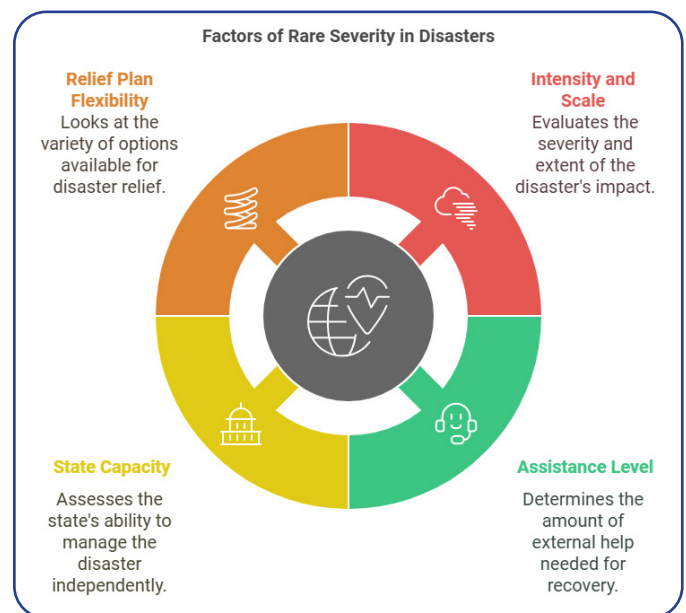 Factors of Rare Severity in Disasters
Relief Plan
Flexibility
Looks at the
variety of options
available for
disaster relief.
Intensity and
Scale
Evaluates the
severity and
extent of the
disaster's impact.
State Capacity
Assesses the
state's ability to
manage the
disaster
independently.
Assistance Level
Determines the
amount of
external help
needed for
recovery.